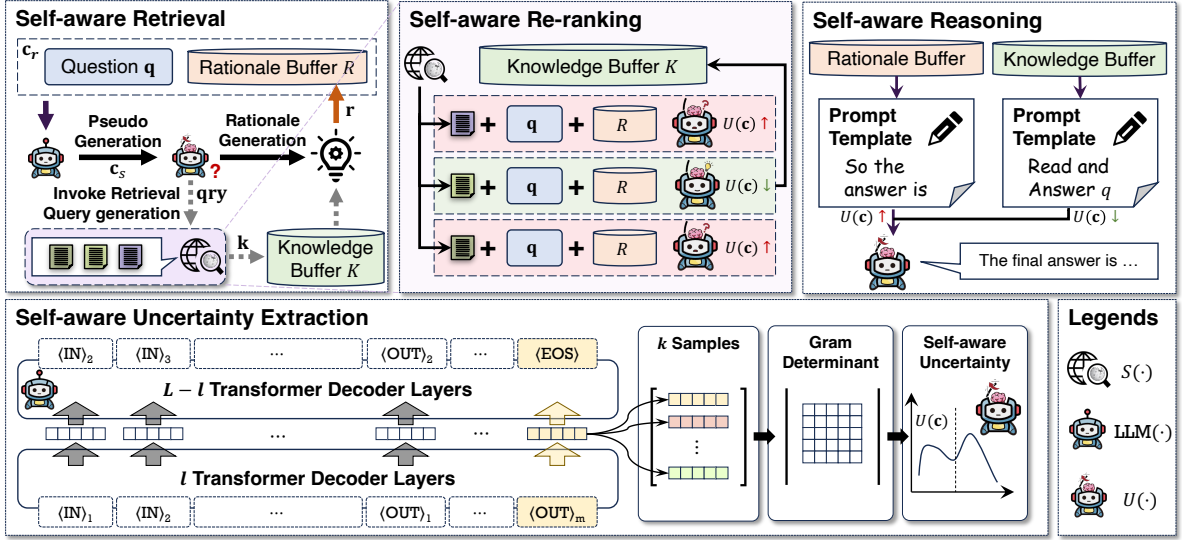 Self-aware Retrieval
𝐜ᵣ
Question 𝐪
Rationale Buffer 𝑅
Pseudo
Generation
𝐜ₛ
?
Rationale
Generation
𝐫
Invoke Retrieval
Query generation
𝐪𝐫𝐲
𝐤
Knowledge
Buffer 𝐾
Self-aware Re-ranking
Knowledge Buffer 𝐾
+ 𝐪 + 𝑅 ? 𝑈(𝐜) ↑
+ 𝐪 + 𝑅 𝑈(𝐜) ↓
+ 𝐪 + 𝑅 ? 𝑈(𝐜) ↑
Self-aware Reasoning
Rationale Buffer
Knowledge Buffer
Prompt
Template
So the
answer is
Prompt
Template
Read and
Answer 𝑞
𝑈(𝐜) ↑
𝑈(𝐜) ↓
The final answer is ...
Self-aware Uncertainty Extraction
⟨IN⟩₂ ⟨IN⟩₃ ... ⟨OUT⟩₂ ... ⟨EOS⟩
𝑳 − 𝒍 Transformer Decoder Layers
... ...
𝒍 Transformer Decoder Layers
⟨IN⟩₁ ⟨IN⟩₂ ... ⟨OUT⟩₁ ... ⟨OUT⟩ₘ
𝒌 Samples
⋮
Gram
Determinant
Self-aware
Uncertainty
𝑈(𝐜)
Legends
𝑆(·)
LLM(·)
𝑈(·)